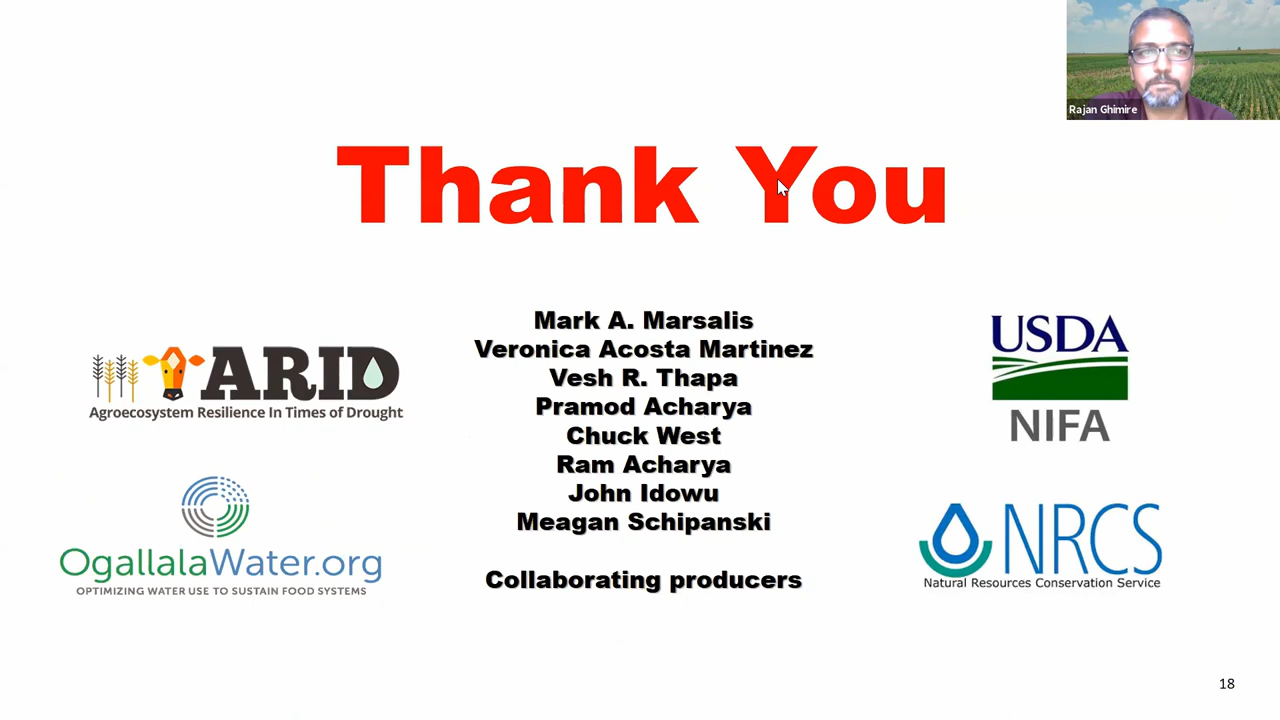 Rajan Ghimire
Thank You
Mark A. Marsalis
Veronica Acosta Martinez
Vesh R. Thapa
Pramod Acharya
Chuck West
Ram Acharya
John Idowu
Meagan Schipanski
Collaborating producers
ARID
Agroecosystem Resilience In Times of Drought
OgallalaWater.org
OPTIMIZING WATER USE TO SUSTAIN FOOD SYSTEMS
USDA
NIFA
NRCS
Natural Resources Conservation Service
18